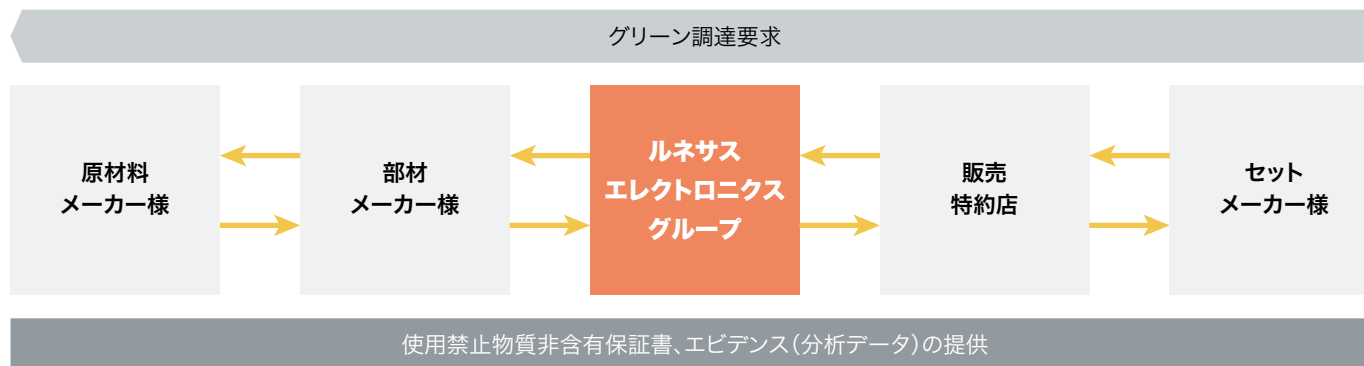 グリーン調達要求
原材料
メーカー様
部材
メーカー様
ルネサス
エレクトロニクス
グループ
販売
特約店
セット
メーカー様
使用禁止物質非含有保証書、エビデンス（分析データ）の提供